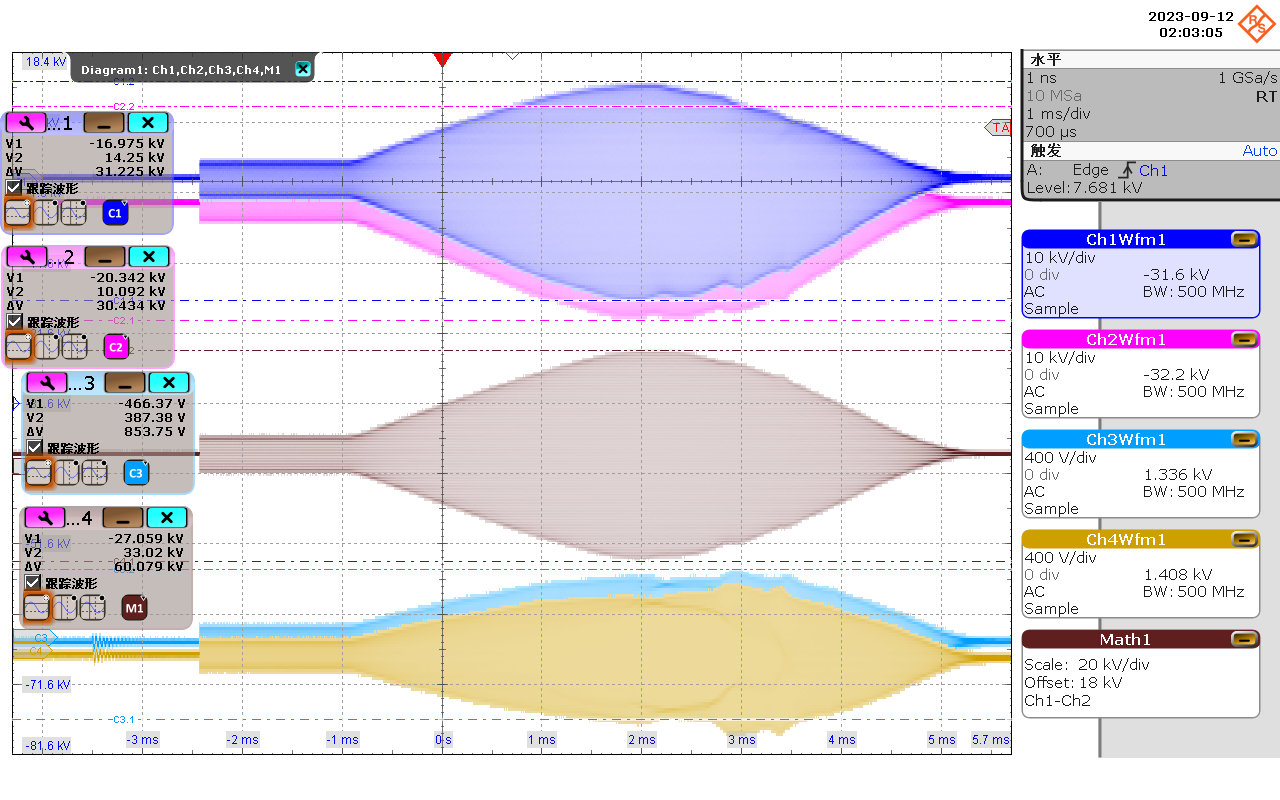 2023-09-12
02:03:05
18.4 kV
Diagram1: Ch1,Ch2,Ch3,Ch4,M1
C1.2
C2.2
水平
1 ns 1 GSa/s
10 MSa RT
1 ms/div
700 µs
触发 Auto
A: Edge Ch1
Level: 7.681 kV
TA
...1
V1 -16.975 kV
V2 14.25 kV
ΔV 31.225 kV
跟踪波形
C1
...2
V1 -20.342 kV
V2 10.092 kV
ΔV 30.434 kV
跟踪波形
C2
C2.1
...3
V1 -466.37 V
V2 387.38 V
ΔV 853.75 V
跟踪波形
C3
...4
V1 -27.059 kV
V2 33.02 kV
ΔV 60.079 kV
跟踪波形
M1
C3
C4
-71.6 kV
C3.1
-81.6 kV
-3 ms
-2 ms
-1 ms
0 s
1 ms
2 ms
3 ms
4 ms
5 ms
5.7 ms
Ch1Wfm1
10 kV/div
0 div -31.6 kV
AC BW: 500 MHz
Sample
Ch2Wfm1
10 kV/div
0 div -32.2 kV
AC BW: 500 MHz
Sample
Ch3Wfm1
400 V/div
0 div 1.336 kV
AC BW: 500 MHz
Sample
Ch4Wfm1
400 V/div
0 div 1.408 kV
AC BW: 500 MHz
Sample
Math1
Scale: 20 kV/div
Offset: 18 kV
Ch1-Ch2